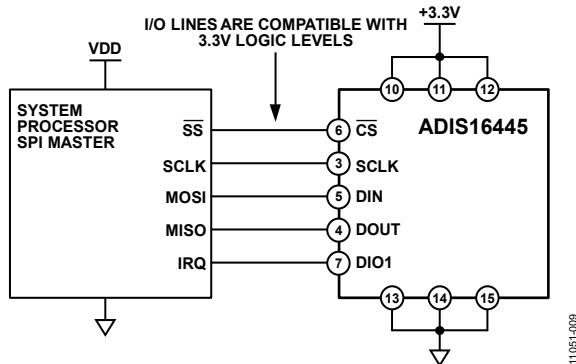 I/O LINES ARE COMPATIBLE WITH
3.3V LOGIC LEVELS
+3.3V
VDD
10 11 12
SYSTEM
PROCESSOR
SPI MASTER
ADIS16445
SS 6 CS
SCLK 3 SCLK
MOSI 5 DIN
MISO 4 DOUT
IRQ 7 DIO1
13 14 15
11051-009